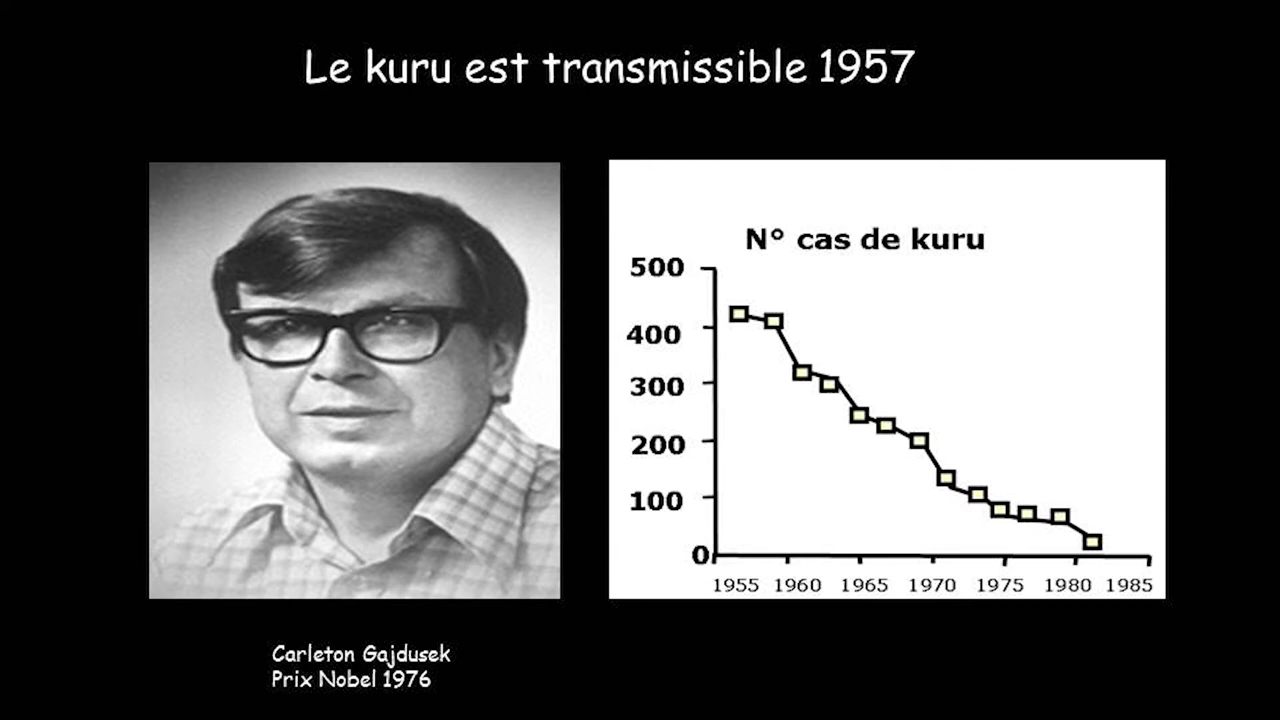 Le kuru est transmissible 1957
N° cas de kuru
500
400
300
200
100
0
1955 1960 1965 1970 1975 1980 1985
Carleton Gajdusek
Prix Nobel 1976